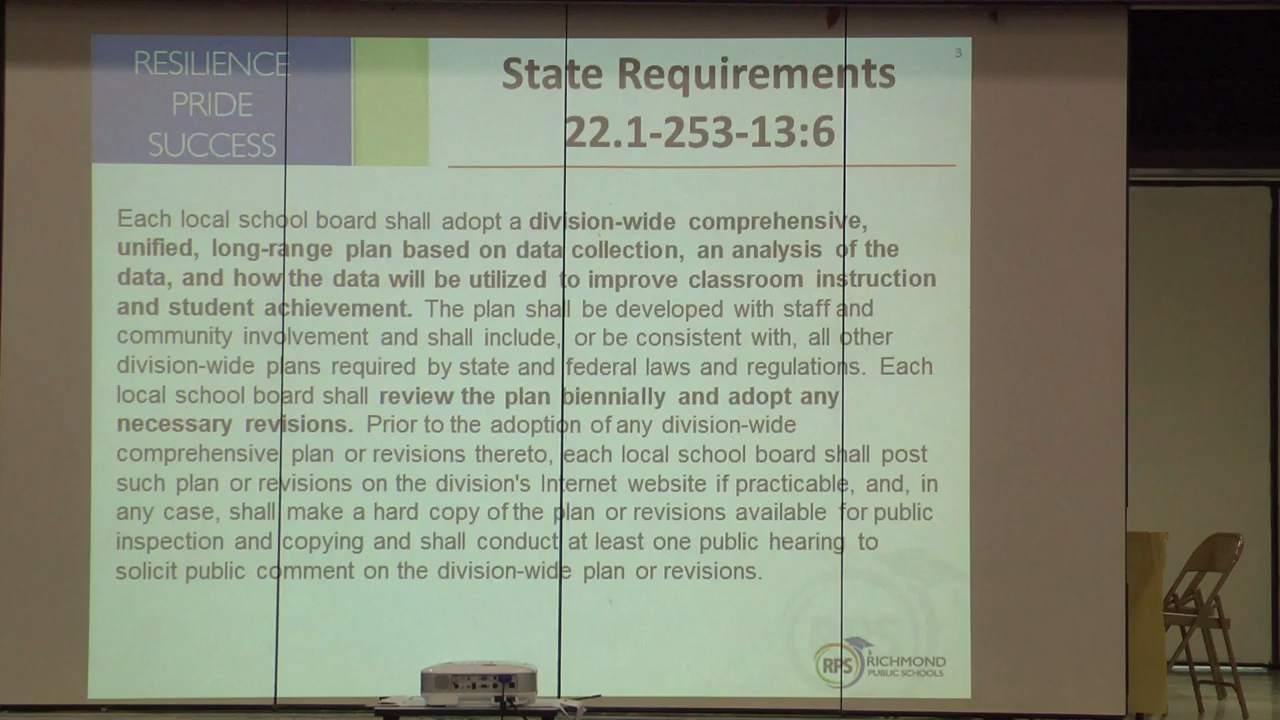 RESILIENCE
PRIDE
SUCCESS
State Requirements
22.1-253-13:6
3
Each local school board shall adopt a division-wide comprehensive,
unified, long-range plan based on data collection, an analysis of the
data, and how the data will be utilized to improve classroom instruction
and student achievement. The plan shall be developed with staff and
community involvement and shall include, or be consistent with, all other
division-wide plans required by state and federal laws and regulations. Each
local school board shall review the plan biennially and adopt any
necessary revisions. Prior to the adoption of any division-wide
comprehensive plan or revisions thereto, each local school board shall post
such plan or revisions on the division's Internet website if practicable, and, in
any case, shall make a hard copy of the plan or revisions available for public
inspection and copying and shall conduct at least one public hearing to
solicit public comment on the division-wide plan or revisions.
RPS
RICHMOND
PUBLIC SCHOOLS